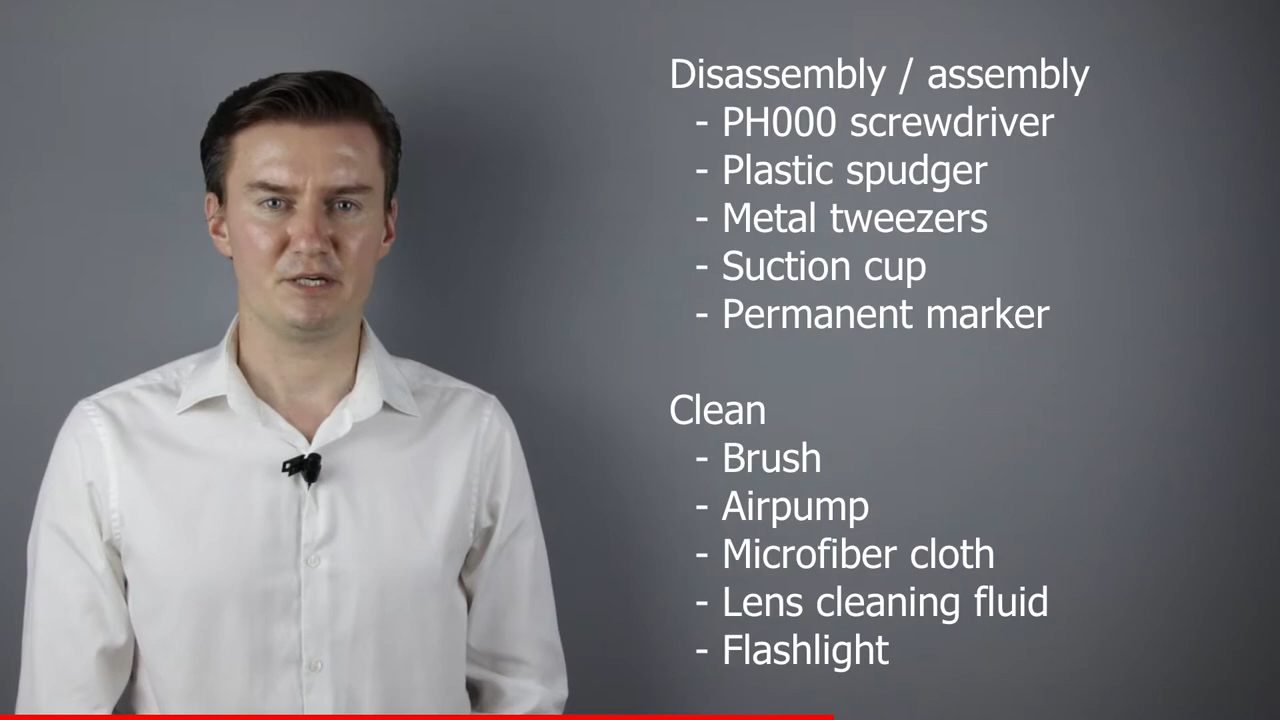 Disassembly / assembly
- PH000 screwdriver
- Plastic spudger
- Metal tweezers
- Suction cup
- Permanent marker
Clean
- Brush
- Airpump
- Microfiber cloth
- Lens cleaning fluid
- Flashlight